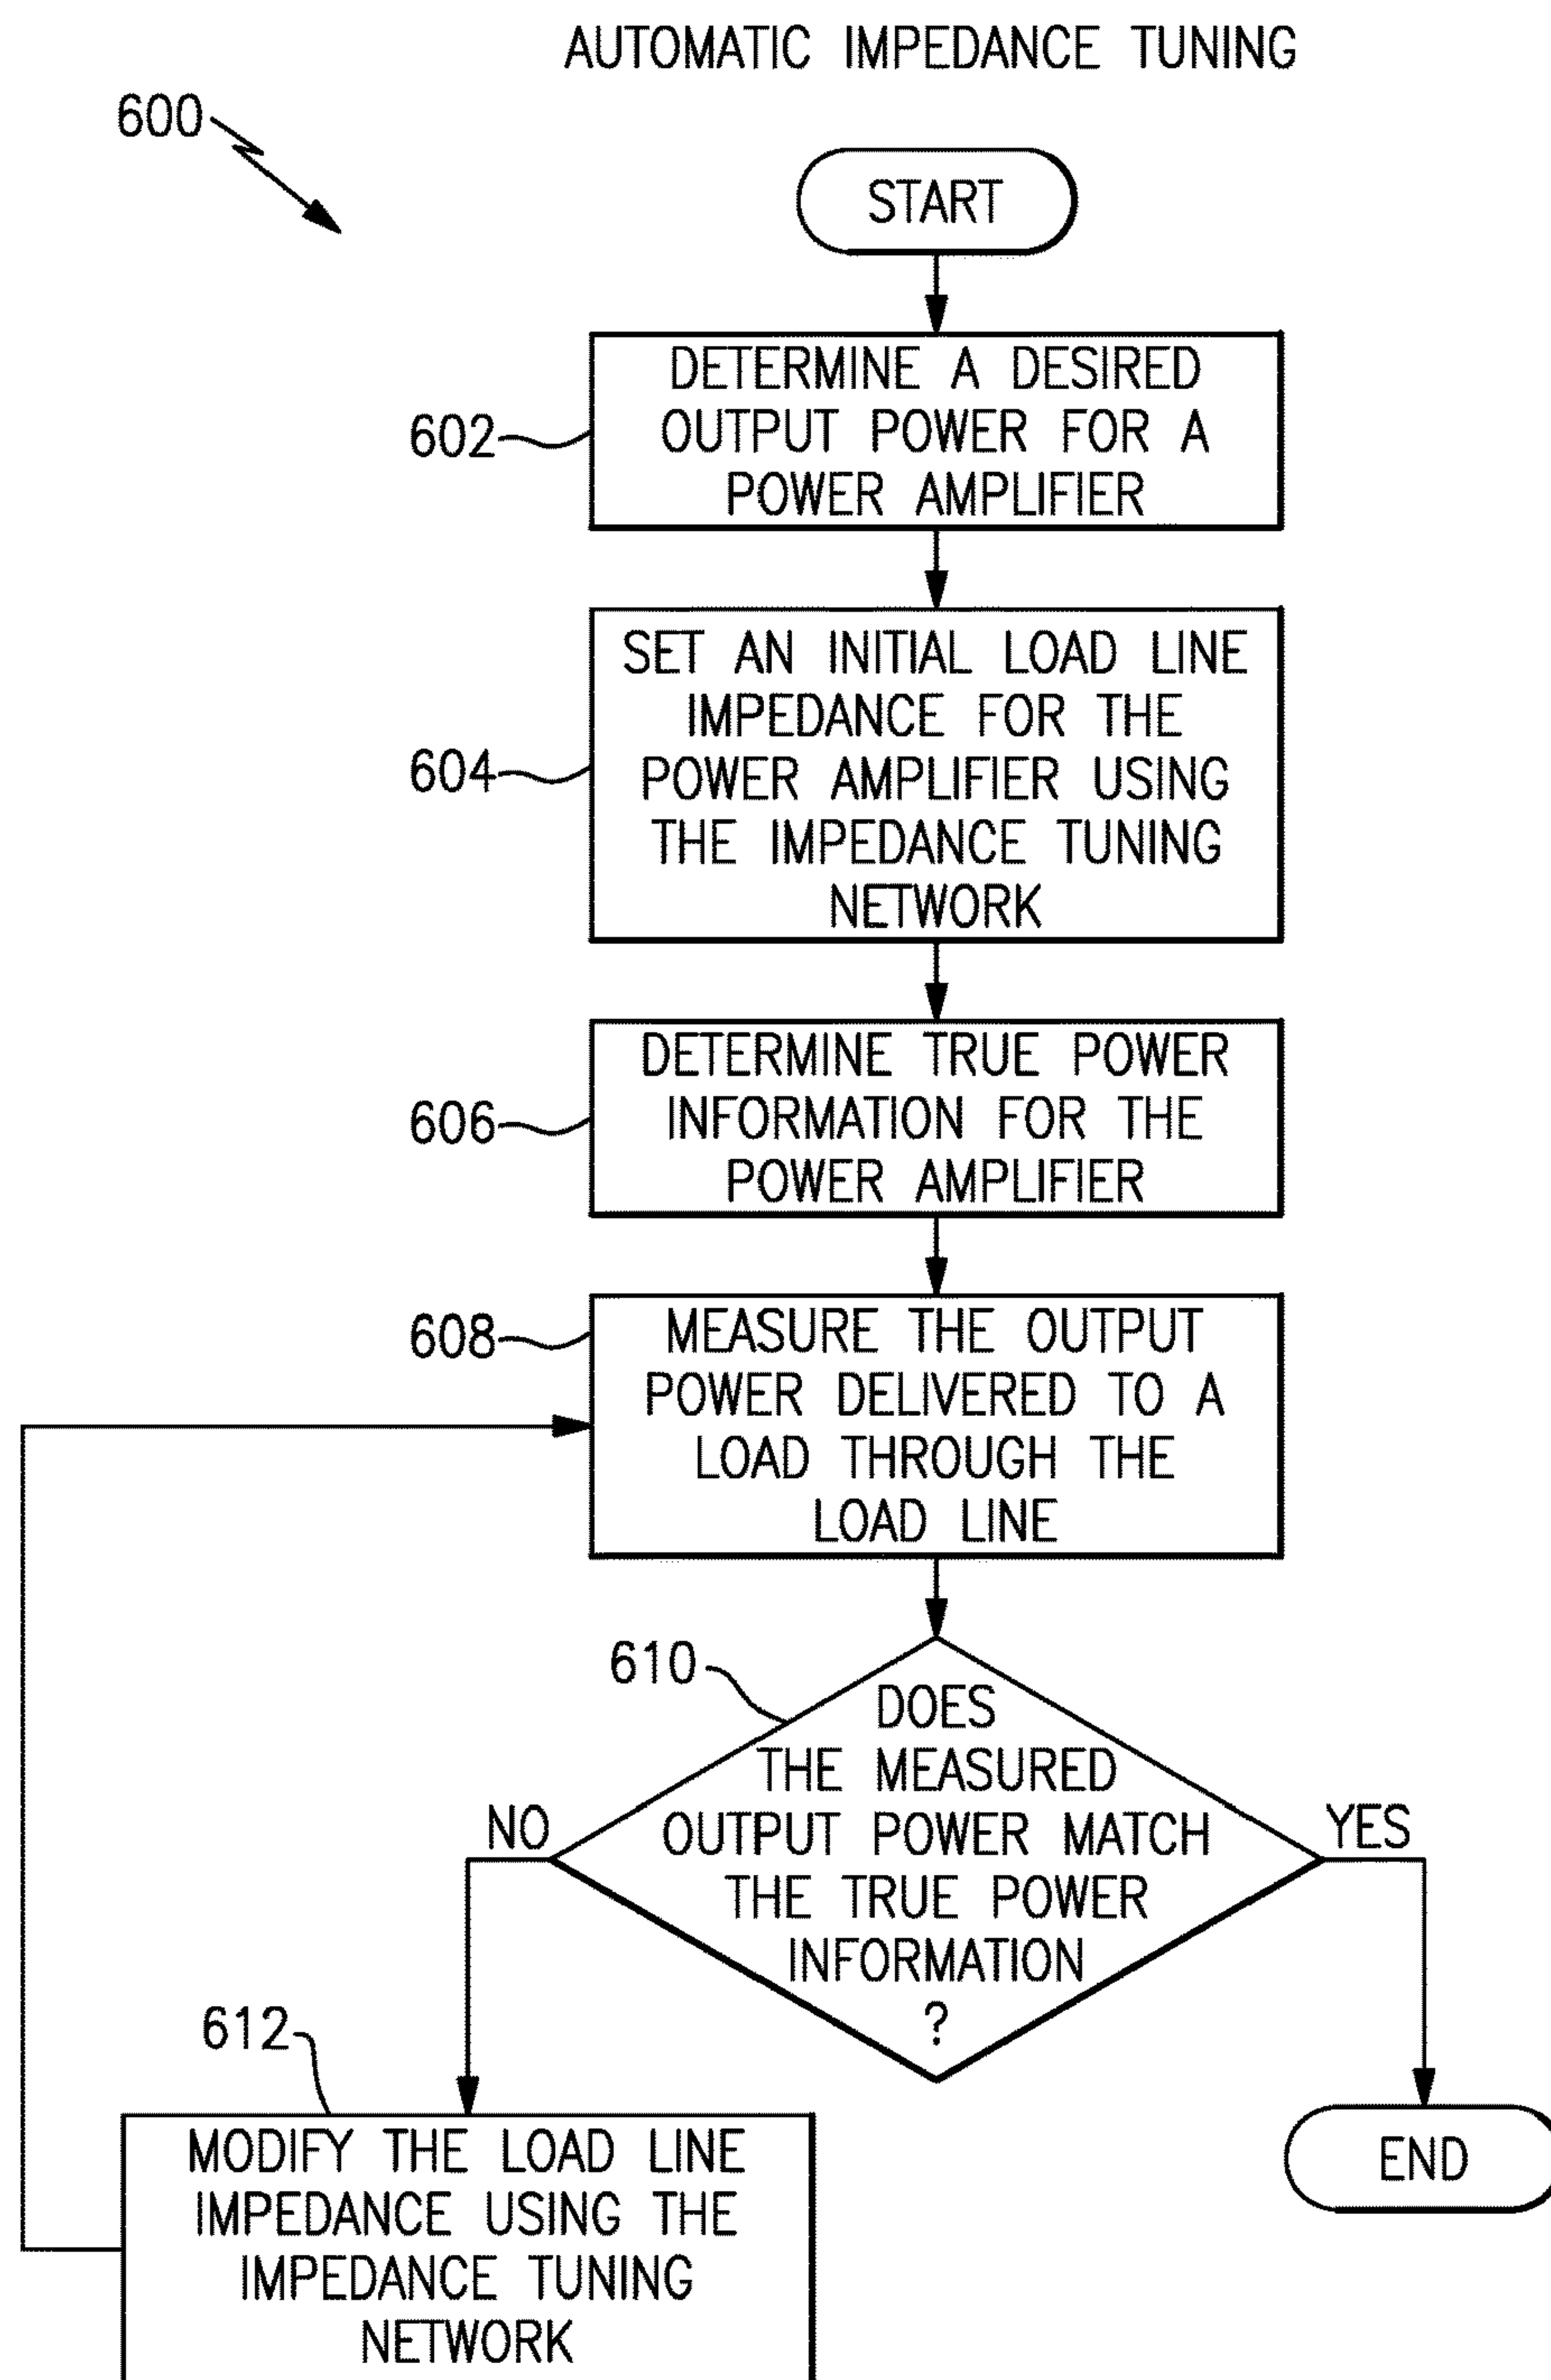 AUTOMATIC IMPEDANCE TUNING
600
START
602
DETERMINE A DESIRED
OUTPUT POWER FOR A
POWER AMPLIFIER
604
SET AN INITIAL LOAD LINE
IMPEDANCE FOR THE
POWER AMPLIFIER USING
THE IMPEDANCE TUNING
NETWORK
606
DETERMINE TRUE POWER
INFORMATION FOR THE
POWER AMPLIFIER
608
MEASURE THE OUTPUT
POWER DELIVERED TO A
LOAD THROUGH THE
LOAD LINE
610
DOES
THE MEASURED
OUTPUT POWER MATCH
THE TRUE POWER
INFORMATION
?
NO
YES
612
MODIFY THE LOAD LINE
IMPEDANCE USING THE
IMPEDANCE TUNING
NETWORK
END